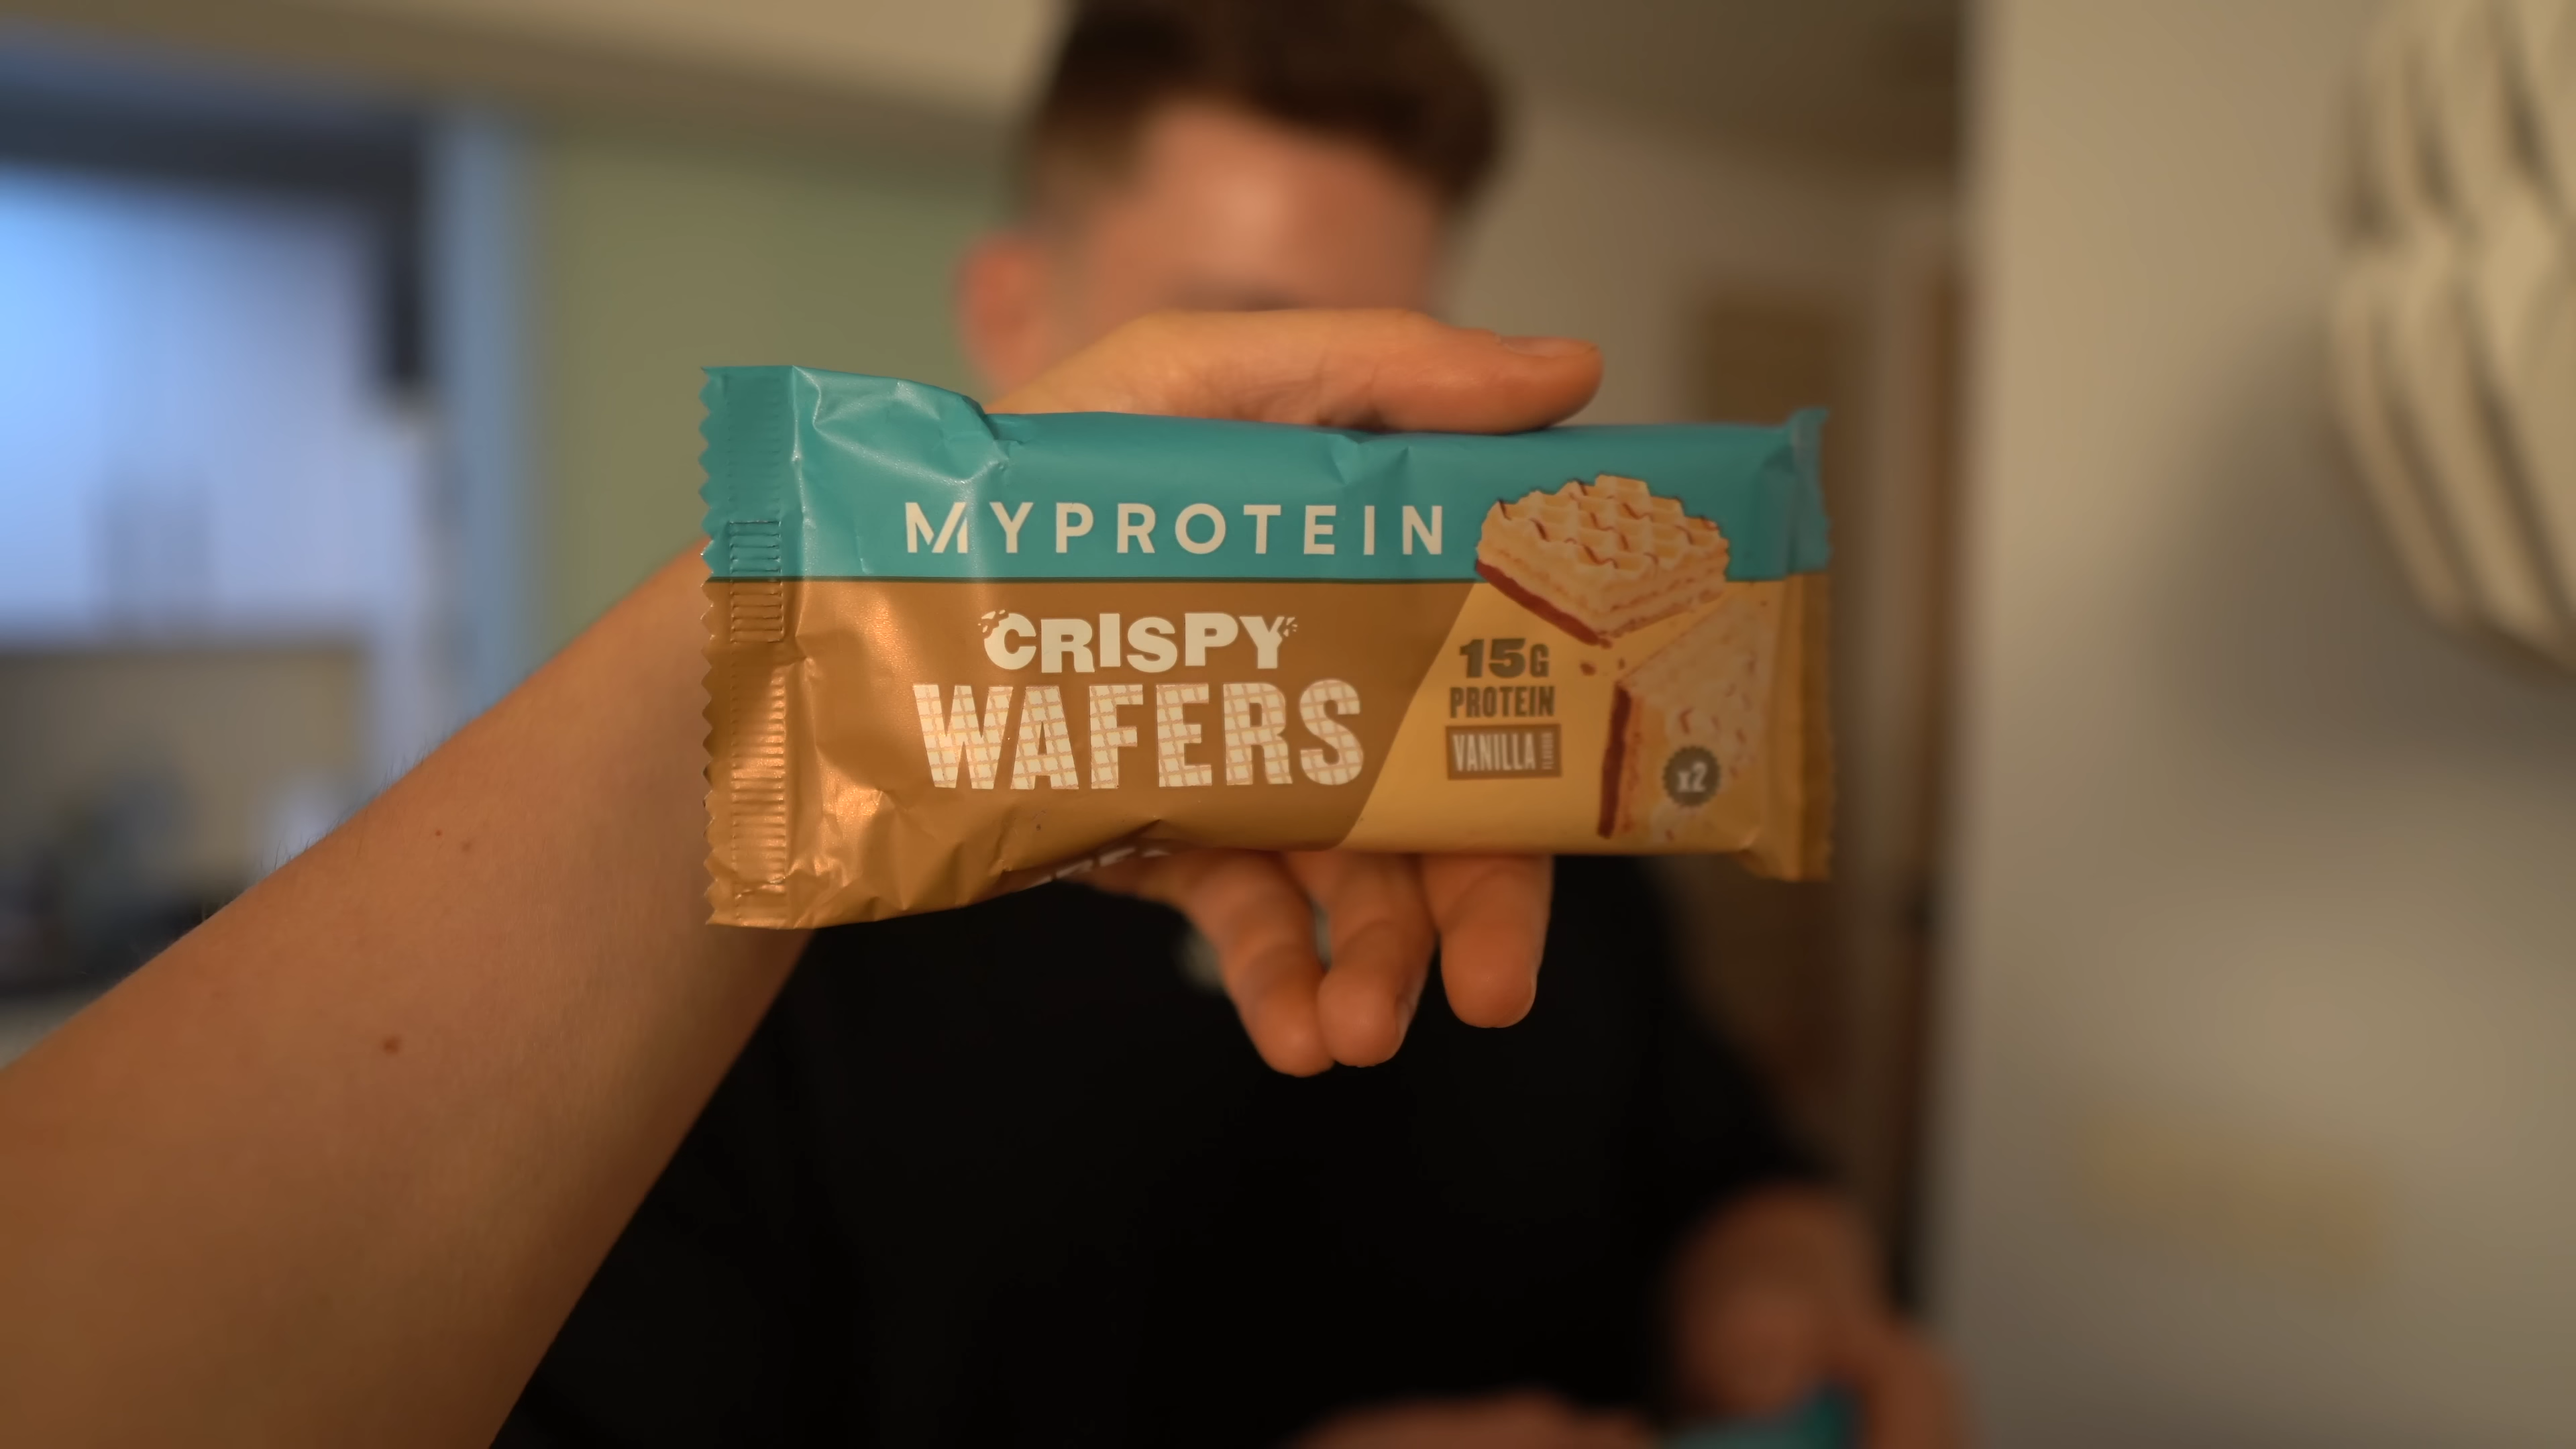 MYPROTEIN
CRISPY
WAFERS
15G
PROTEIN
VANILLA
x2